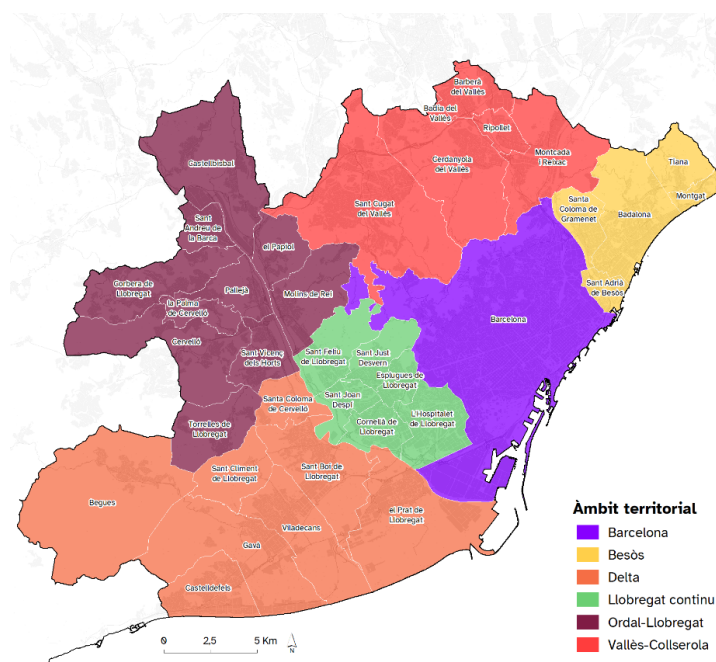 Barberà
del Vallès
Badia del
Vallès
Ripollet
Castellbisbal
Cerdanyola
del Vallès
Montcada
i Reixac
Tiana
Montgat
Sant Cugat
del Vallès
Santa
Coloma de
Gramenet
Badalona
Sant
Andreu de
la Barca
el Papiol
Corbera de
Llobregat
Pallejà
Molins de Rei
Sant Adrià
de Besòs
la Palma
de Cervelló
Barcelona
Cervelló
Sant Vicenç
dels Horts
Sant Feliu
de Llobregat
Sant Just
Desvern
Esplugues de
Llobregat
Santa Coloma
de Cervelló
Sant Joan
Despí
Torrelles de
Llobregat
Cornellà de
Llobregat
L'Hospitalet
de Llobregat
Sant Climent
de Llobregat
Sant Boi de
Llobregat
Begues
el Prat de
Llobregat
Viladecans
Gavà
Castelldefels
Àmbit territorial
Barcelona
Besòs
Delta
Llobregat continu
Ordal-Llobregat
Vallès-Collserola
0 2,5 5 Km
N